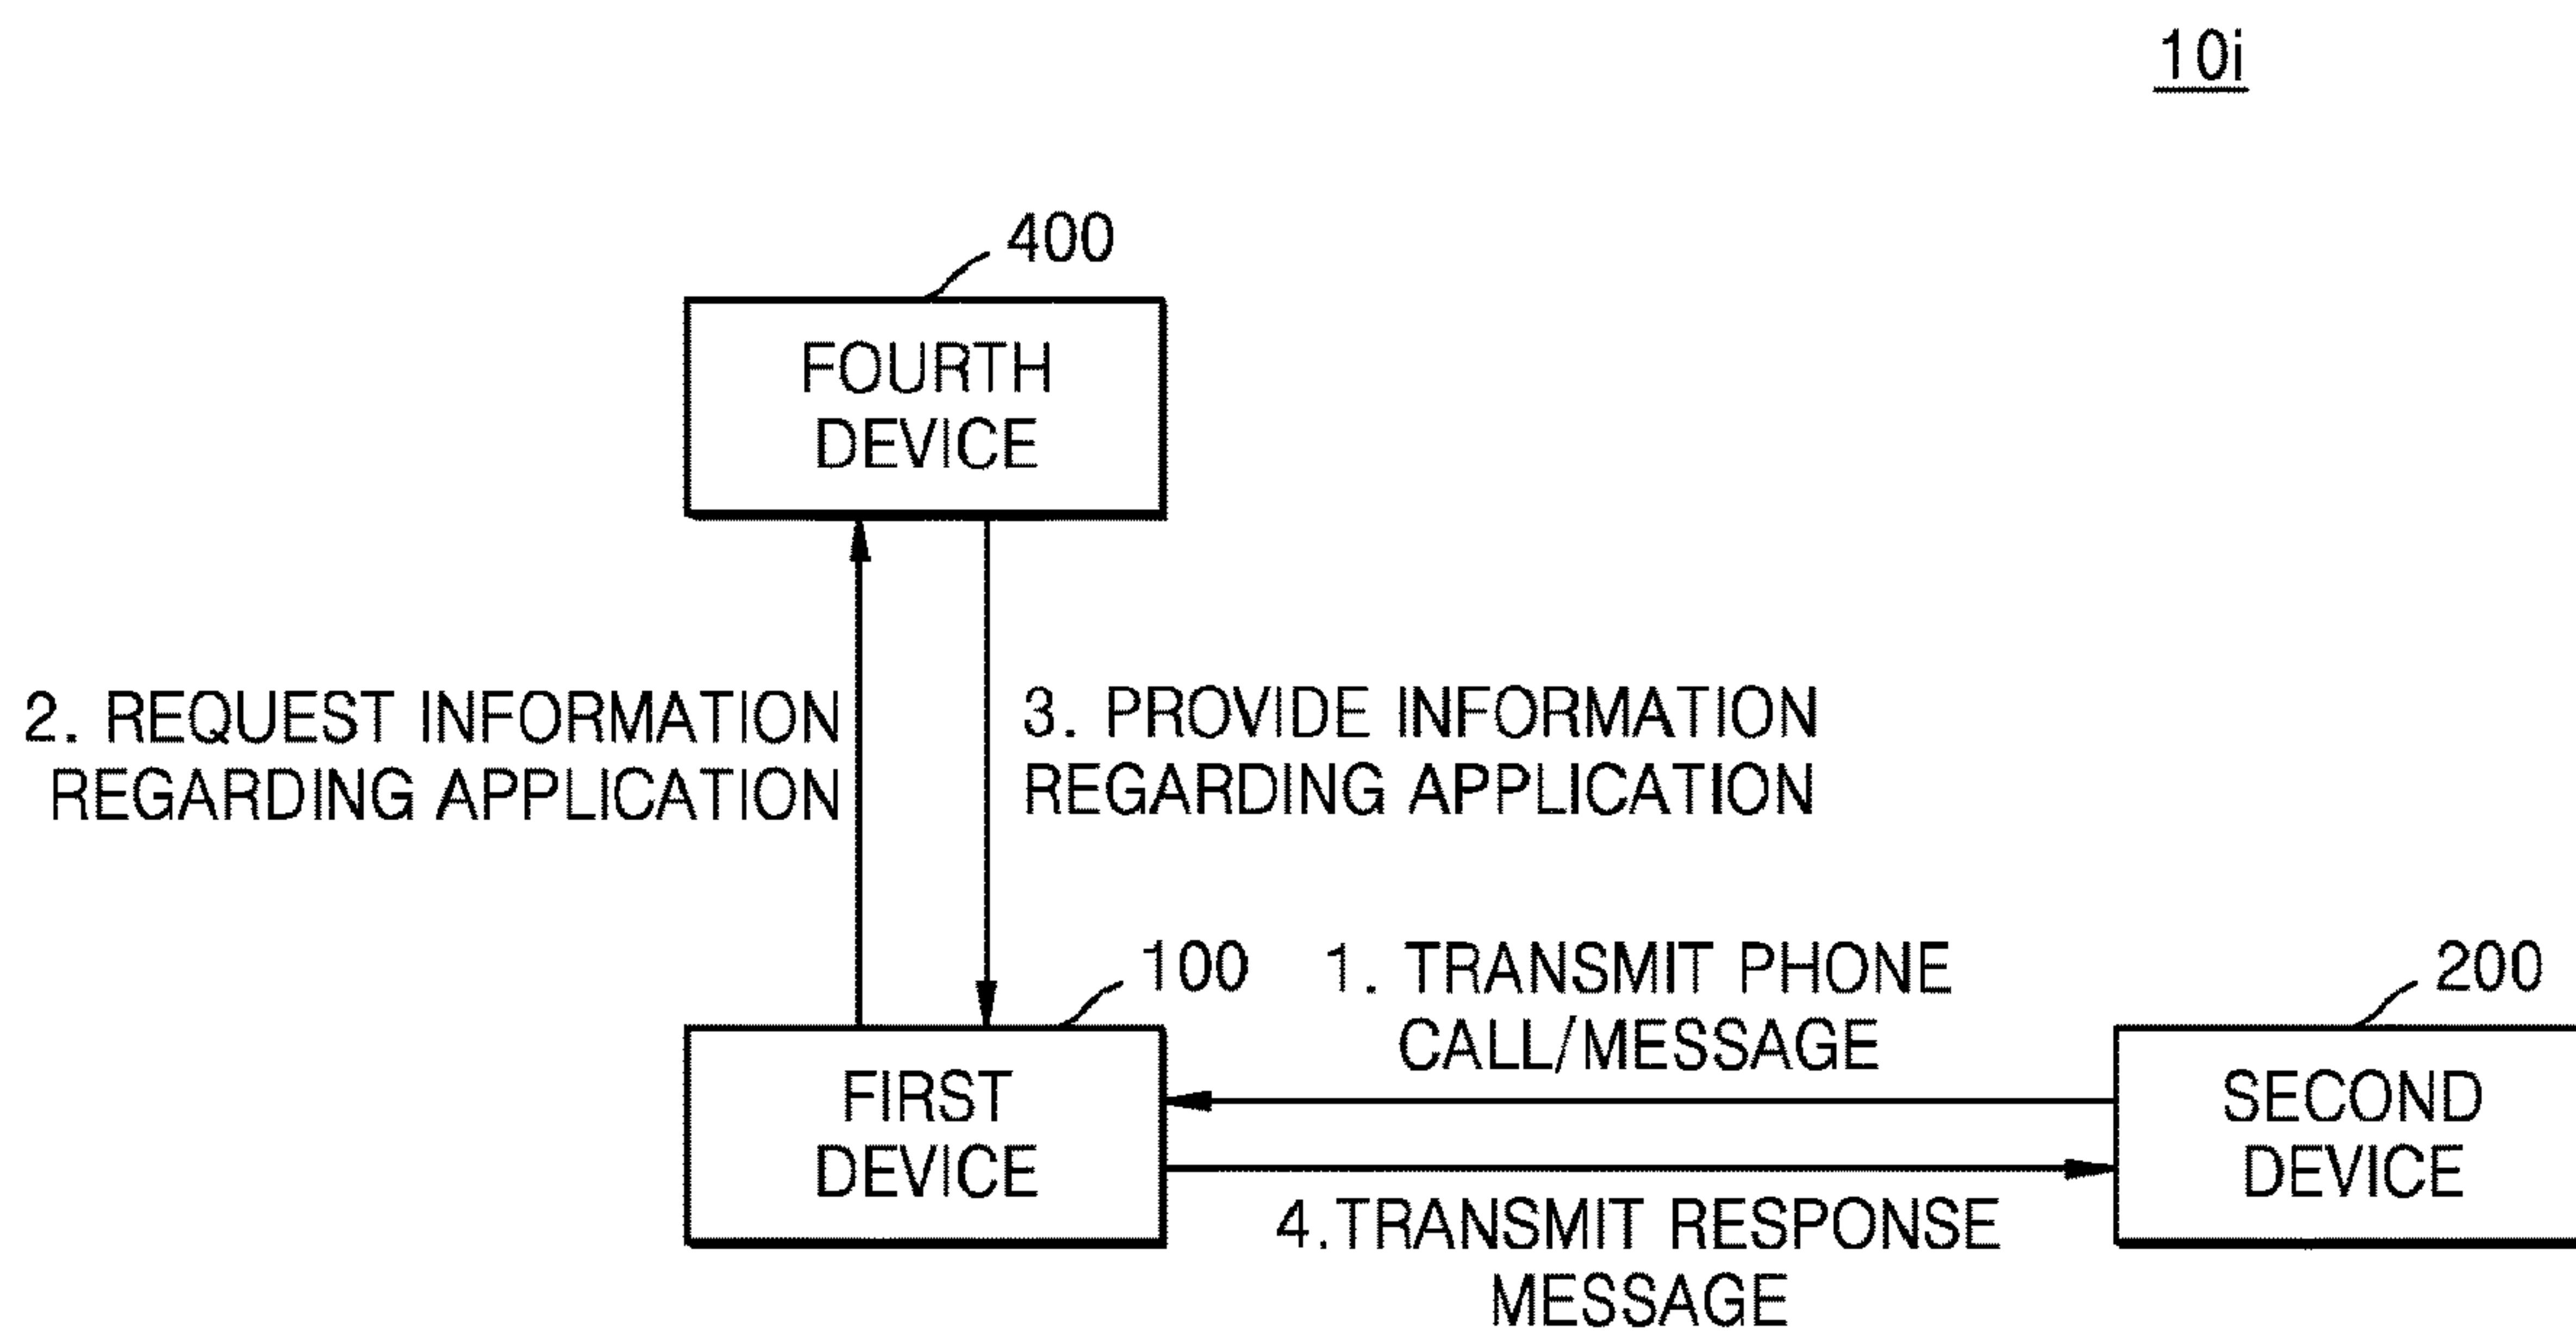 10i
400
FOURTH
DEVICE
2. REQUEST INFORMATION
REGARDING APPLICATION
3. PROVIDE INFORMATION
REGARDING APPLICATION
100
1. TRANSMIT PHONE
CALL/MESSAGE
200
FIRST
DEVICE
SECOND
DEVICE
4.TRANSMIT RESPONSE
MESSAGE